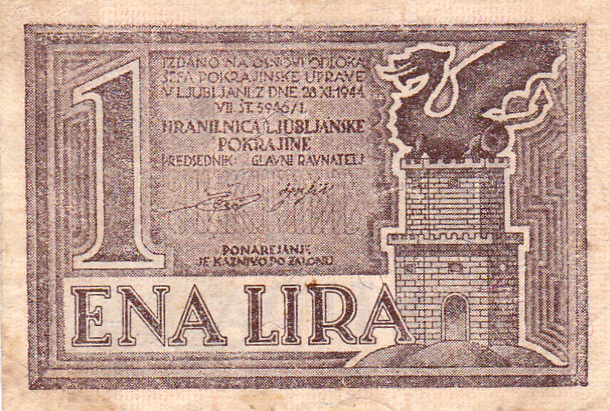 1
IZDANO NA OSNOVI ODLOKA
ŠEFA POKRAJINSKE UPRAVE
V LJUBLJANI Z DNE 28 XI. 1944
VII. ŠT. 5946/1.
HRANILNICA LJUBLJANSKE
POKRAJINE
PREDSEDNIK: GLAVNI RAVNATELJ
PONAREJANJE
JE KAZNIVO PO ZAKONU
ENA LIRA